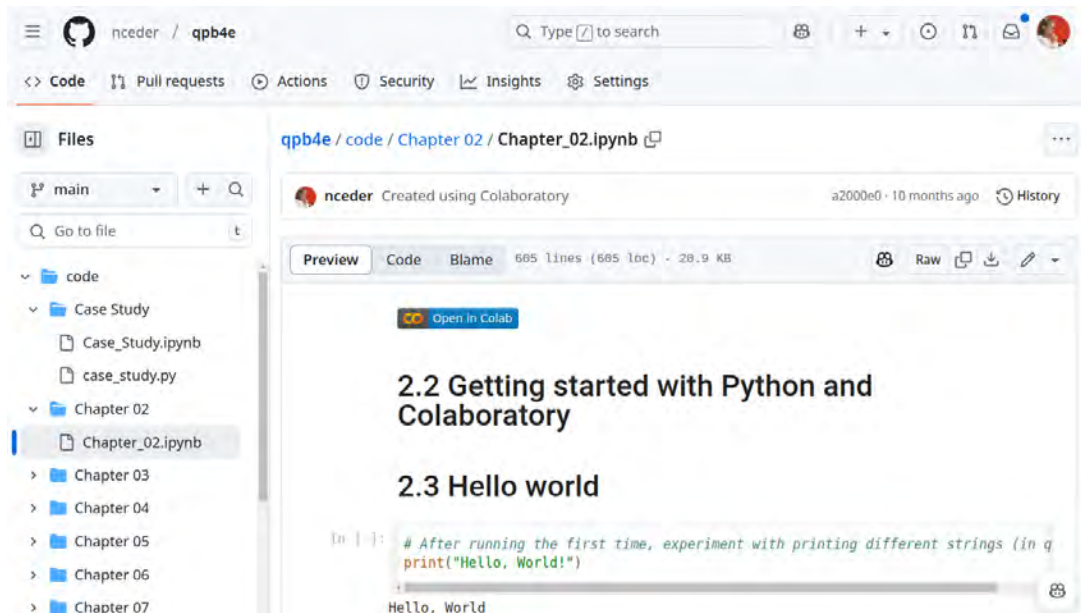 nceder / qpb4e
Type / to search
<> Code Pull requests Actions Security Insights Settings
Files
qpb4e / code / Chapter 02 / Chapter_02.ipynb
main
nceder Created using Colaboratory a2000e0 · 10 months ago History
Go to file t
Preview Code Blame 605 lines (605 loc) · 20.9 KB Raw
code
Case Study
Open in Colab
Case_Study.ipynb
case_study.py
2.2 Getting started with Python and
Colaboratory
Chapter 02
Chapter_02.ipynb
Chapter 03
2.3 Hello world
Chapter 04
Chapter 05
In [ ]: # After running the first time, experiment with printing different strings (in q
print("Hello, World!")
Chapter 06
Chapter 07
Hello, World